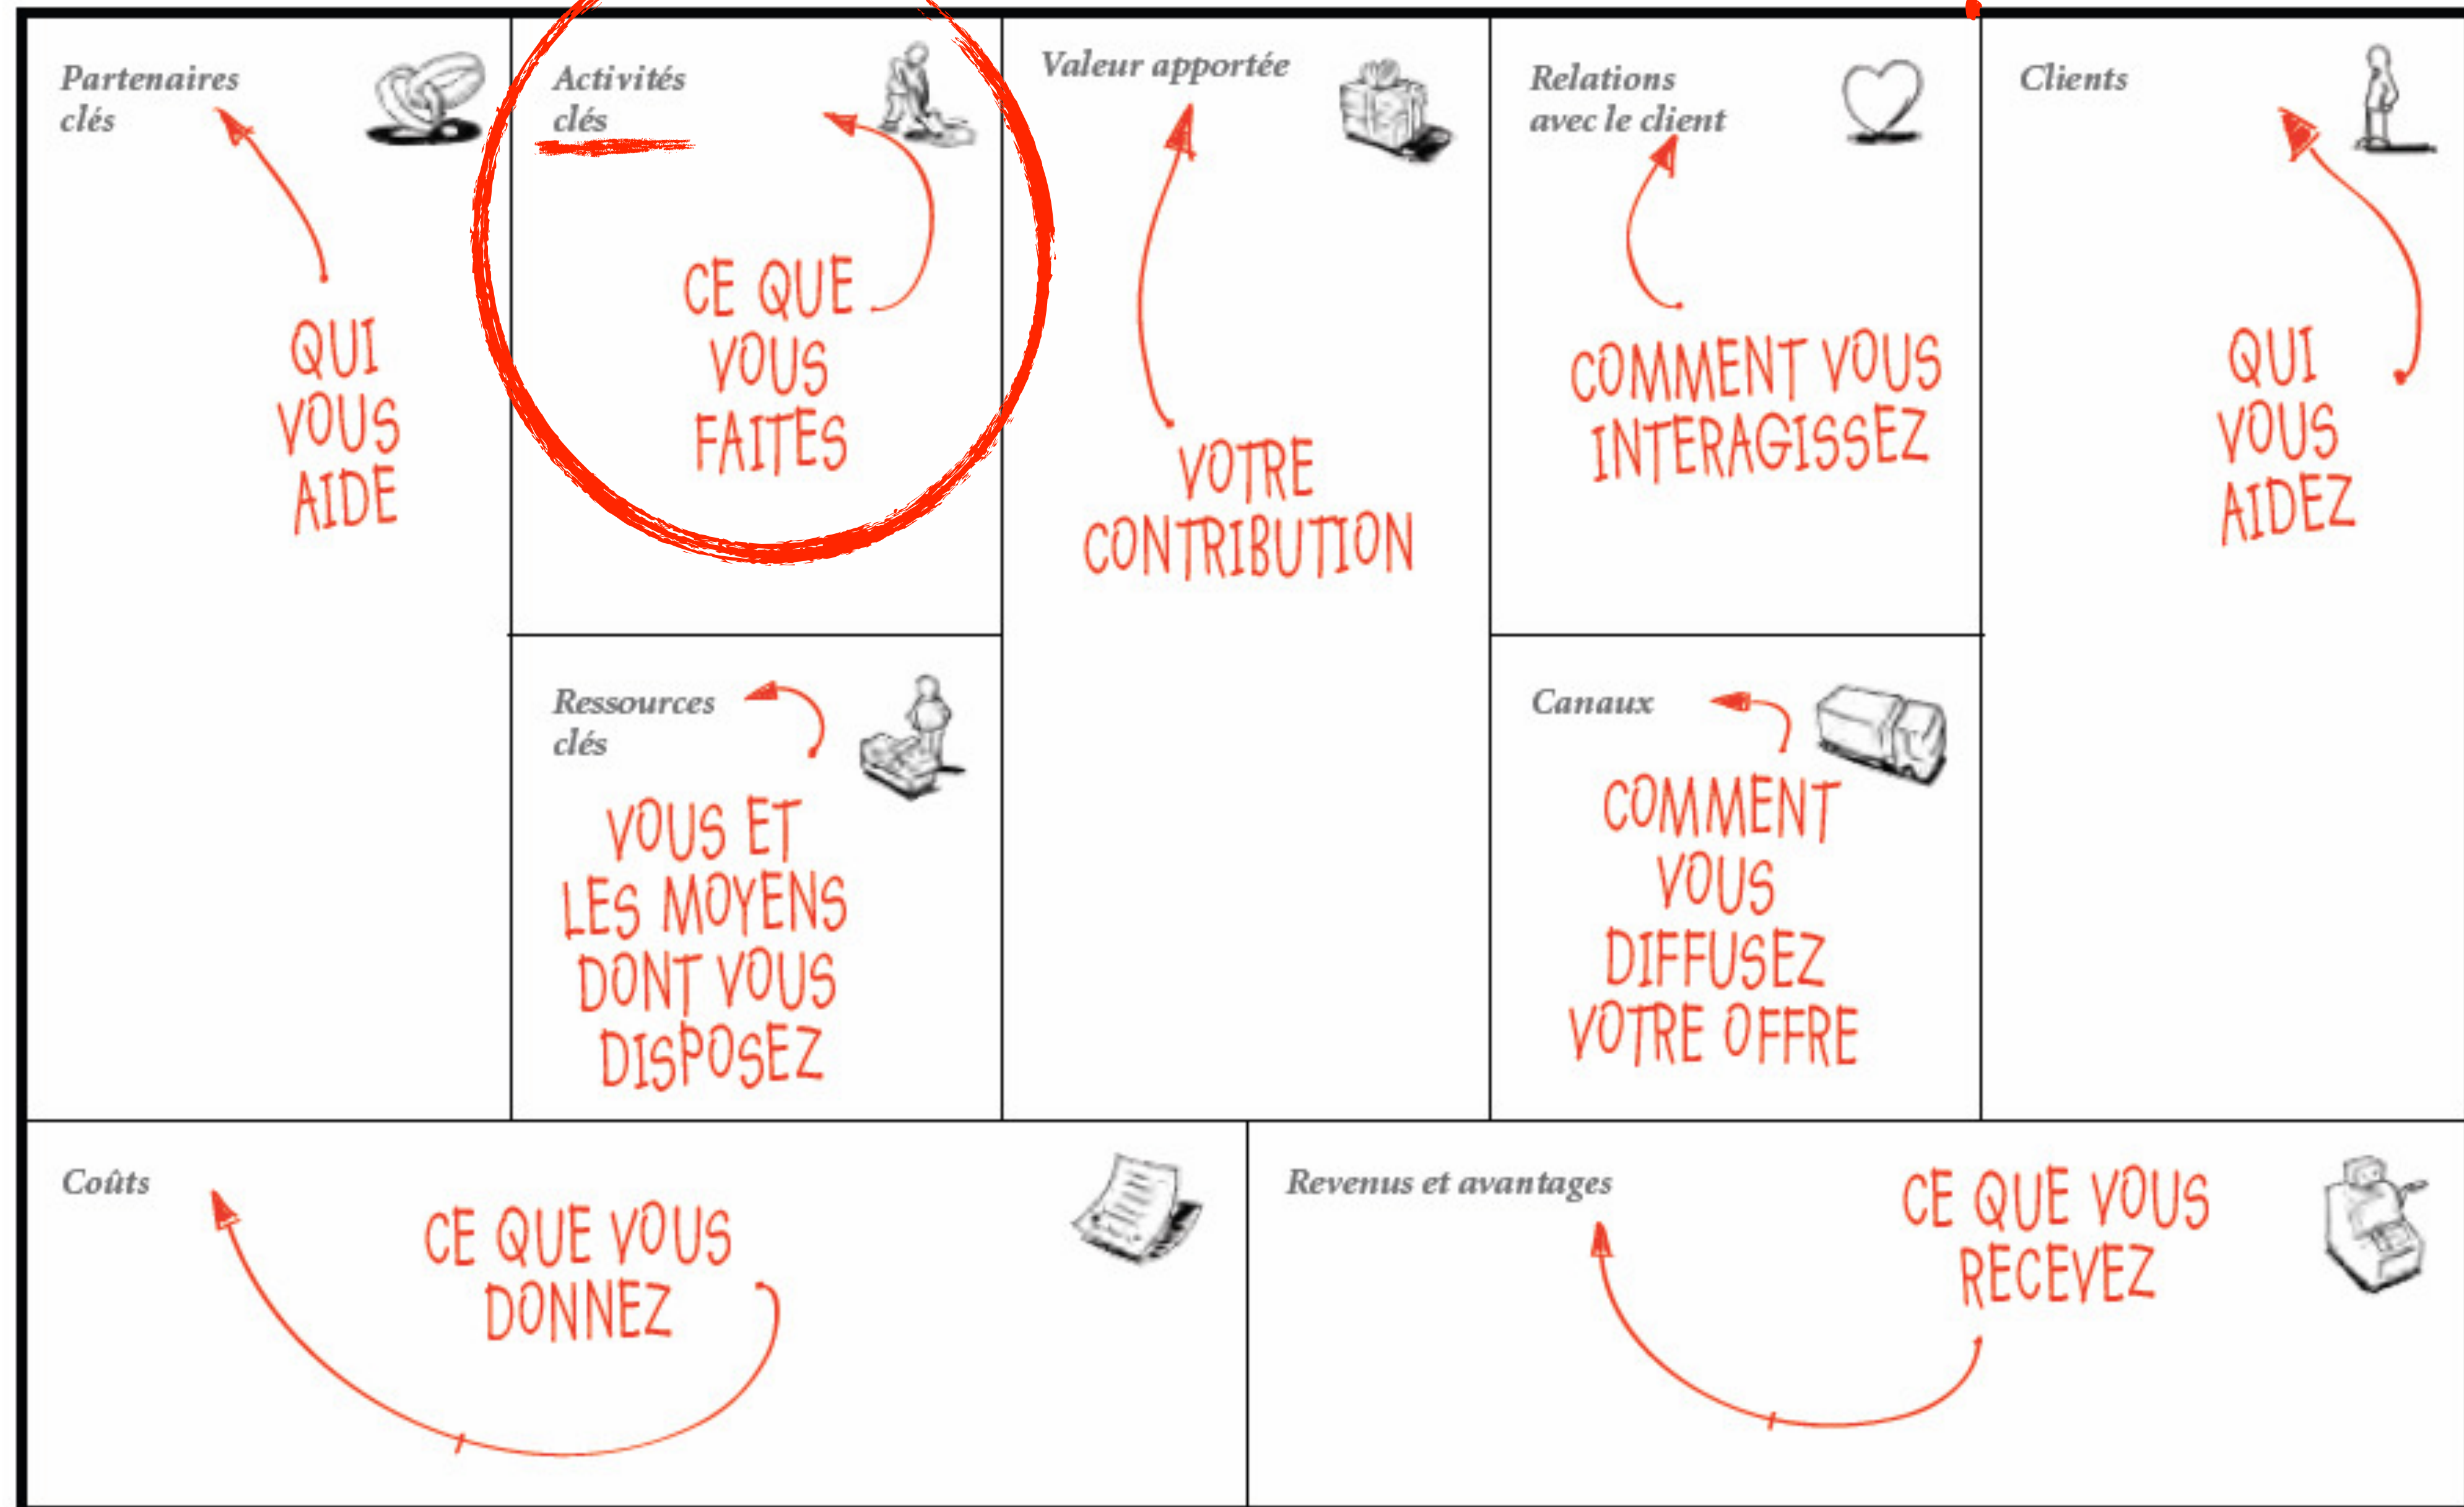 Partenaires
clés
QUI
VOUS
AIDE
Activités
clés
CE QUE
VOUS
FAITES
Ressources
clés
VOUS ET
LES MOYENS
DONT VOUS
DISPOSEZ
Valeur apportée
VOTRE
CONTRIBUTION
Relations
avec le client
COMMENT VOUS
INTERAGISSEZ
Canaux
COMMENT
VOUS
DIFFUSEZ
VOTRE OFFRE
Clients
QUI
VOUS
AIDEZ
Coûts
CE QUE VOUS
DONNEZ
Revenus et avantages
CE QUE VOUS
RECEVEZ